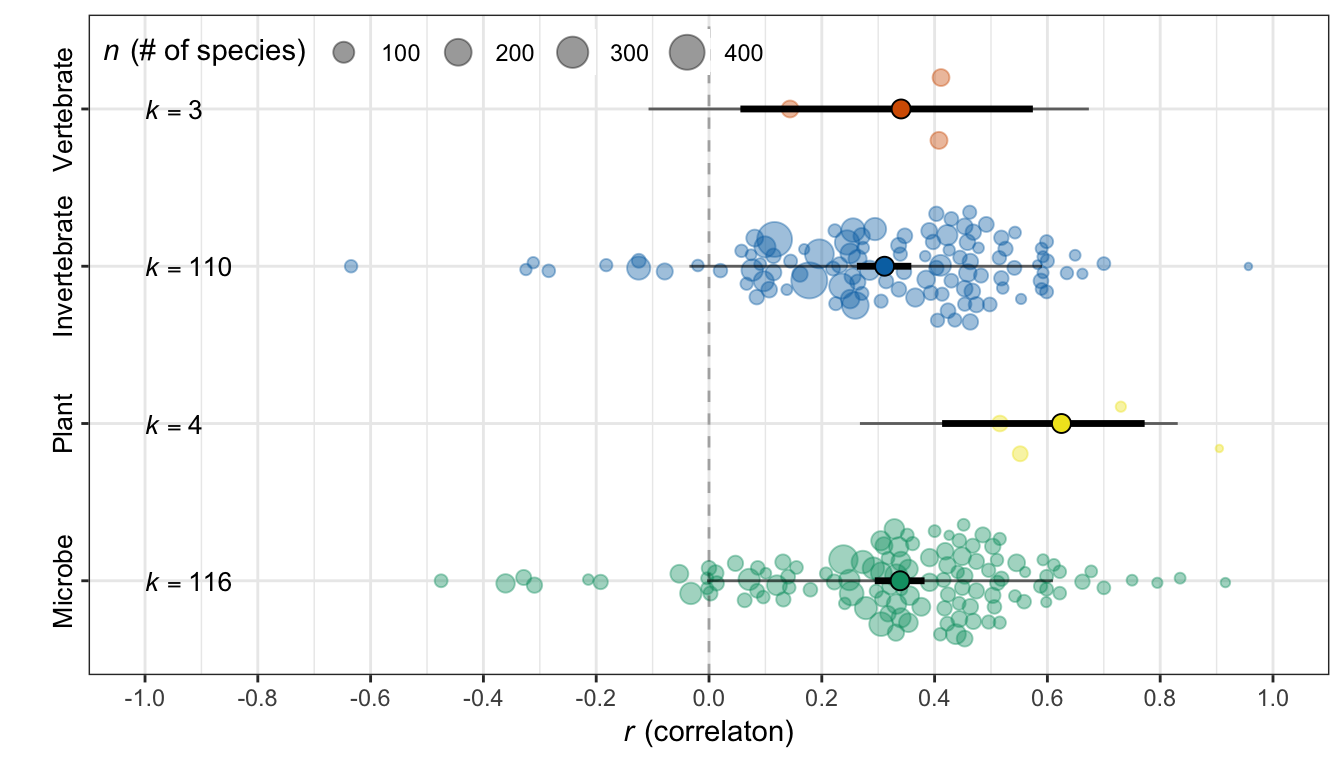 n (# of species) 100 200 300 400
Vertebrate
k = 3
Invertebrate
k = 110
Plant
k = 4
Microbe
k = 116
-1.0 -0.8 -0.6 -0.4 -0.2 0.0 0.2 0.4 0.6 0.8 1.0
r (correlaton)